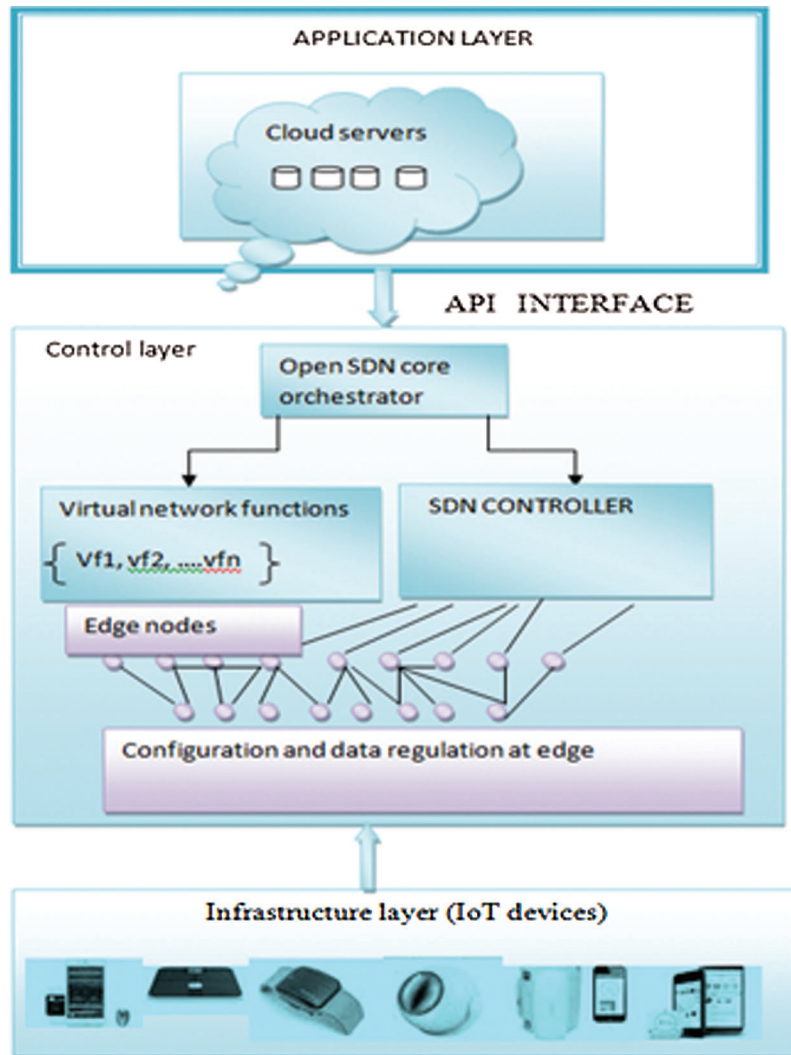 APPLICATION LAYER
Cloud servers
API INTERFACE
Control layer
Open SDN core
orchestrator
Virtual network functions
{ Vf1, vf2, ....vfn }
SDN CONTROLLER
Edge nodes
Configuration and data regulation at edge
Infrastructure layer (IoT devices)